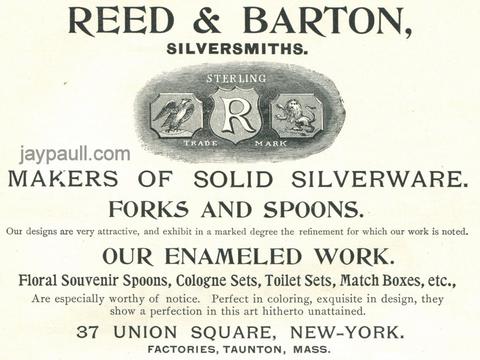 REED & BARTON,
SILVERSMITHS.
STERLING
R
TRADE MARK
jaypaull.com
MAKERS OF SOLID SILVERWARE.
FORKS AND SPOONS.
Our designs are very attractive, and exhibit in a marked degree the refinement for which our work is noted.
OUR ENAMELED WORK.
Floral Souvenir Spoons, Cologne Sets, Toilet Sets, Match Boxes, etc.,
Are especially worthy of notice. Perfect in coloring, exquisite in design, they
show a perfection in this art hitherto unattained.
37 UNION SQUARE, NEW-YORK.
FACTORIES, TAUNTON, MASS.